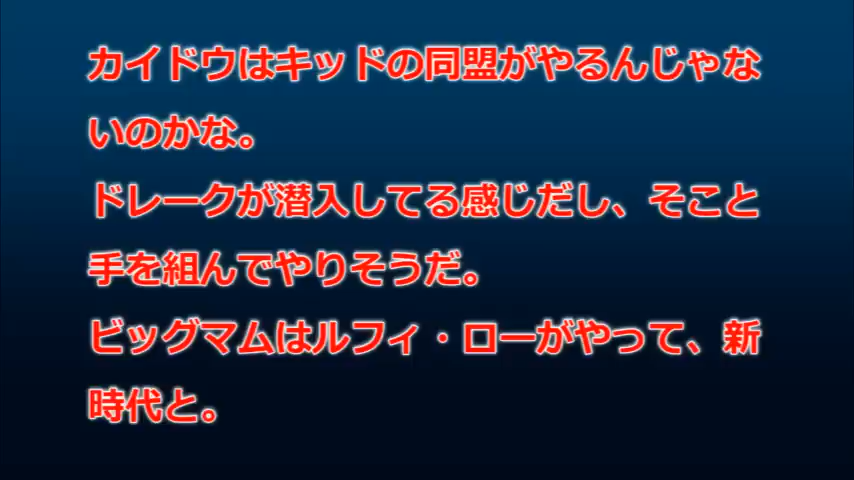 カイドウはキッドの同盟がやるんじゃな
いのかな。
ドレークが潜入してる感じだし、そこと
手を組んでやりそうだ。
ビッグマムはルフィ・ローがやって、新
時代と。